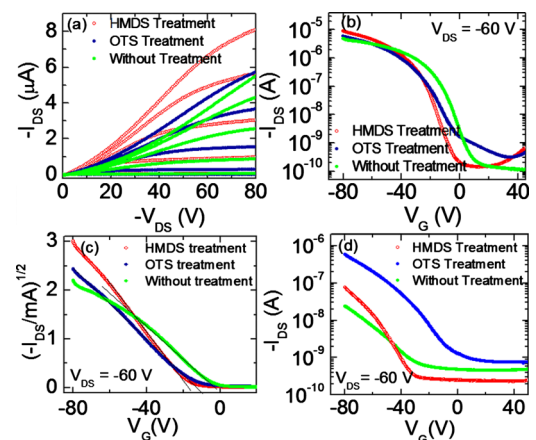 (a)
HMDS Treatment
OTS Treatment
Without Treatment
8
6
4
2
0
0 20 40 60 80
-I_DS (μA)
-V_DS (V)
(b)
V_DS = -60 V
10^-5
10^-6
10^-7
10^-8
10^-9
10^-10
HMDS Treatment
OTS Treatment
Without Treatment
-80 -40 0 40
-I_DS (A)
V_G (V)
(c)
HMDS treatment
OTS treatment
Without treatment
3
2
1
0
V_DS = -60 V
-80 -40 0
(-I_DS/mA)^1/2
V_G(V)
(d)
HMDS Treatment
OTS Treatment
Without Treatment
10^-6
10^-7
10^-8
10^-9
10^-10
V_DS = -60 V
-80 -40 0 40
-I_DS (A)
V_G (V)